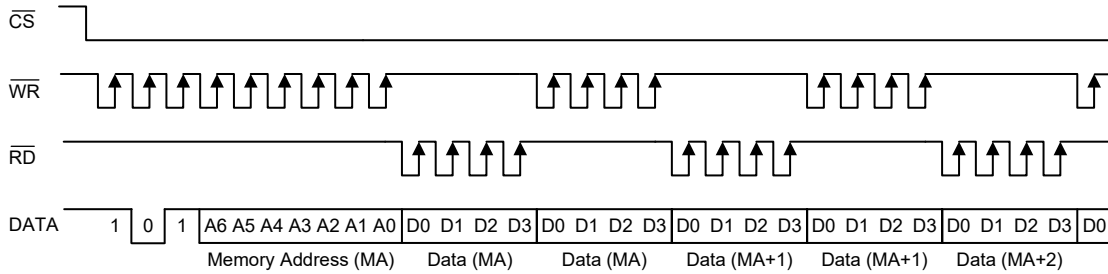 CS
WR
RD
DATA 1 0 1 A6 A5 A4 A3 A2 A1 A0 D0 D1 D2 D3 D0 D1 D2 D3 D0 D1 D2 D3 D0 D1 D2 D3 D0 D1 D2 D3 D0
Memory Address (MA) Data (MA) Data (MA) Data (MA+1) Data (MA+1) Data (MA+2)